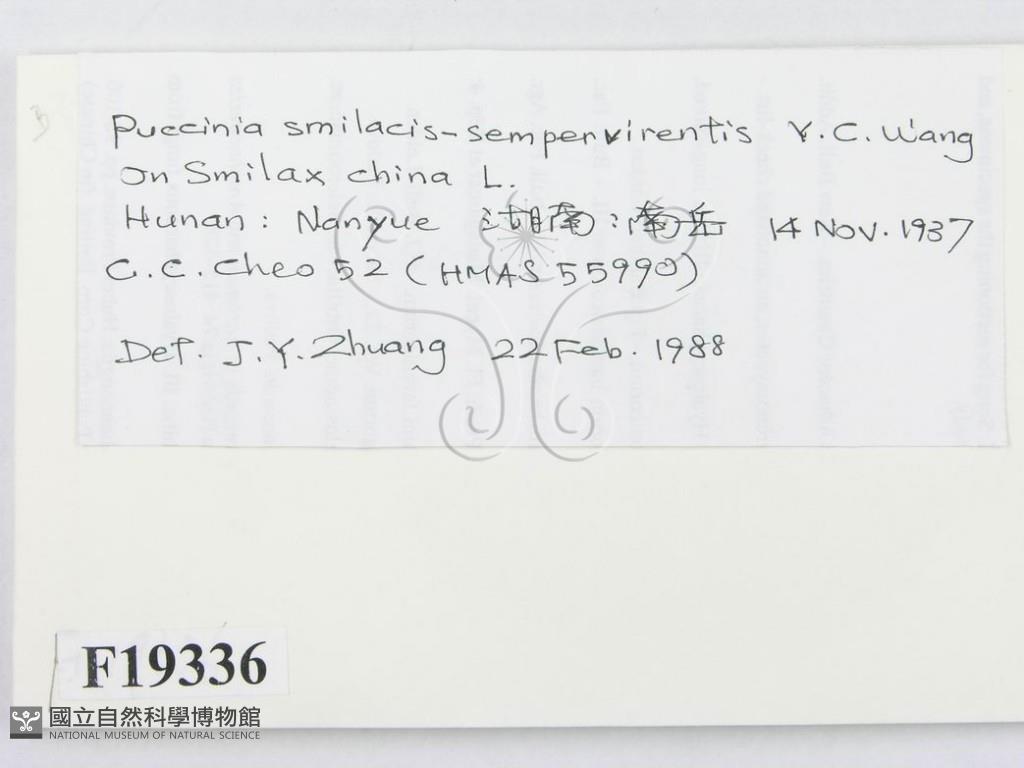 Puccinia smilacis-sempervirentis Y.C.Wang
on Smilax china L.
Hunan: Nanyue 湖南:南岳 14 Nov. 1937
C.C.Cheo 52 (HMAS 55990)
Det. J.Y.Zhuang 22 Feb. 1988
F19336
國立自然科學博物館
NATIONAL MUSEUM OF NATURAL SCIENCE